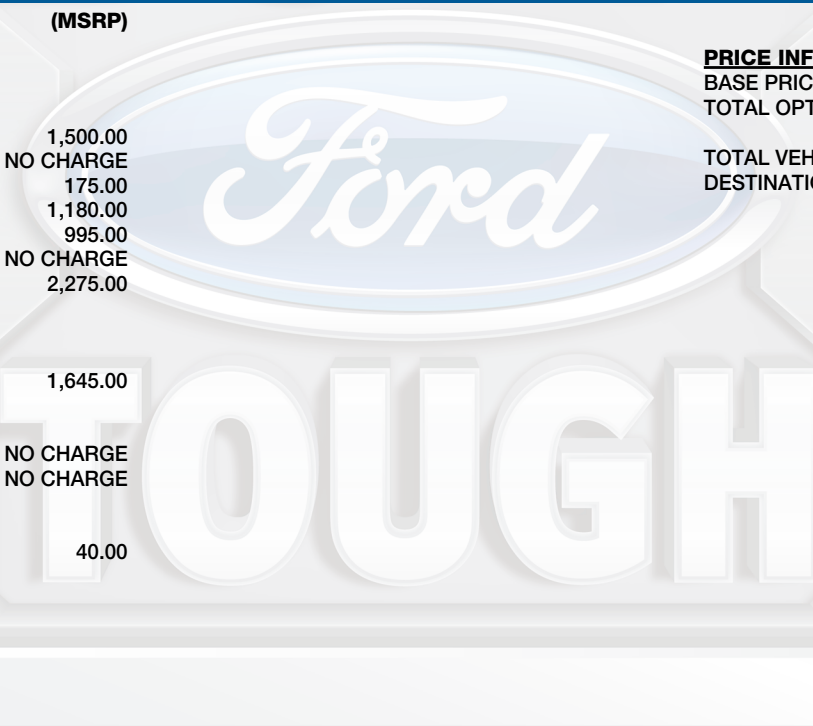 (MSRP)
1,500.00
NO CHARGE
175.00
1,180.00
995.00
NO CHARGE
2,275.00
1,645.00
NO CHARGE
NO CHARGE
40.00
PRICE INF
BASE PRIC
TOTAL OPT
TOTAL VEH
DESTINATI
Ford
TOUGH